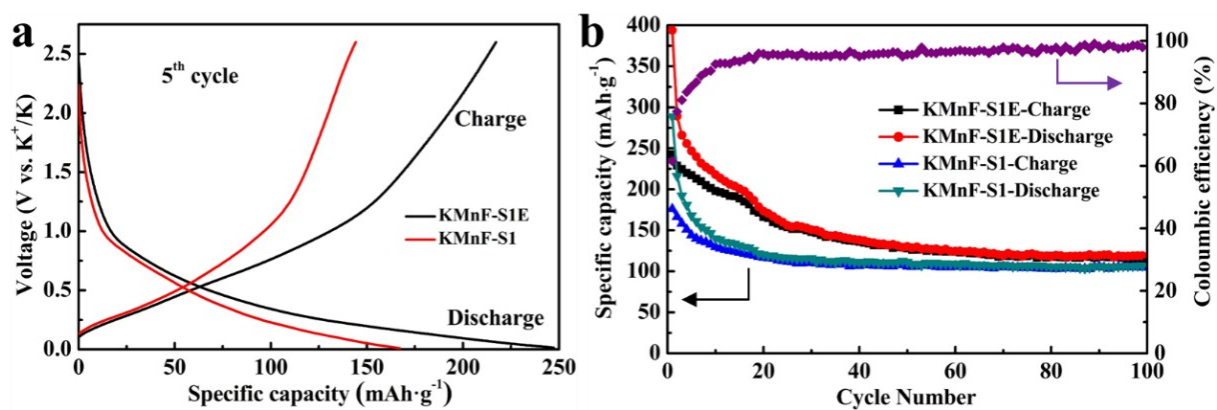 a
5th cycle
Charge
Discharge
KMnF-S1E
KMnF-S1
Voltage (V vs. K+/K)
2.5
2.0
1.5
1.0
0.5
0.0
0 50 100 150 200 250
Specific capacity (mAh·g-1)
b
KMnF-S1E-Charge
KMnF-S1E-Discharge
KMnF-S1-Charge
KMnF-S1-Discharge
Specific capacity (mAh·g-1)
400
350
300
250
200
150
100
50
0
0 20 40 60 80 100
Cycle Number
100
80
60
40
20
0
Coloumbic efficiency (%)